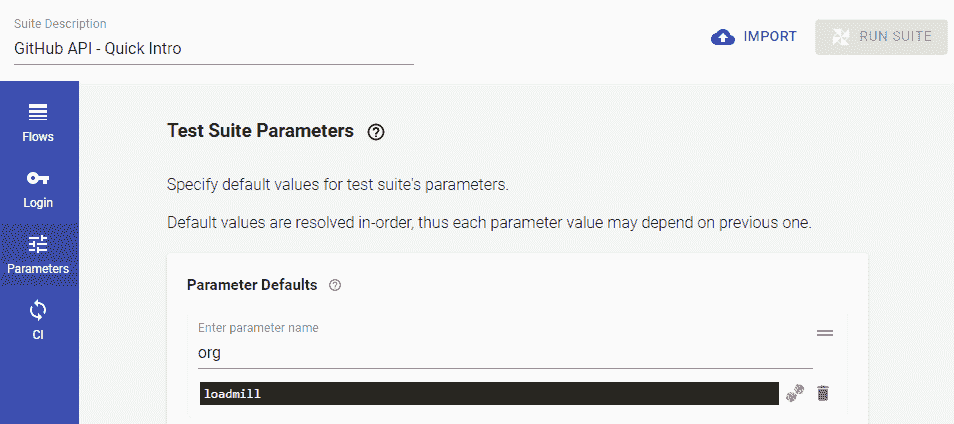 Suite Description
GitHub API - Quick Intro
IMPORT
RUN SUITE
Flows
Login
Parameters
CI
Test Suite Parameters
Specify default values for test suite's parameters.
Default values are resolved in-order, thus each parameter value may depend on previous one.
Parameter Defaults
Enter parameter name
org
loadmill